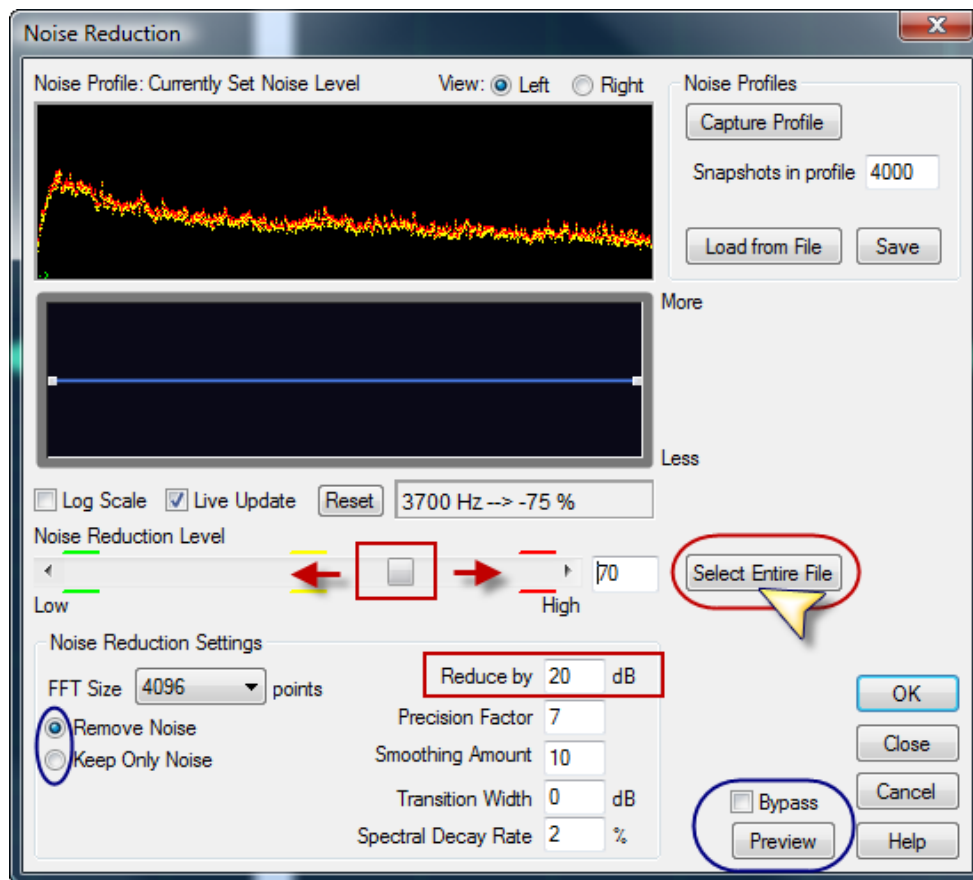 Noise Reduction
Noise Profile: Currently Set Noise Level View: Left Right
Noise Profiles
Capture Profile
Snapshots in profile 4000
Load from File Save
More
Less
Log Scale Live Update Reset 3700 Hz --> -75 %
Noise Reduction Level
70 Select Entire File
Low High
Noise Reduction Settings
FFT Size 4096 points
Remove Noise
Keep Only Noise
Reduce by 20 dB
Precision Factor 7
Smoothing Amount 10
Transition Width 0 dB
Spectral Decay Rate 2 %
Bypass
Preview
OK
Close
Cancel
Help